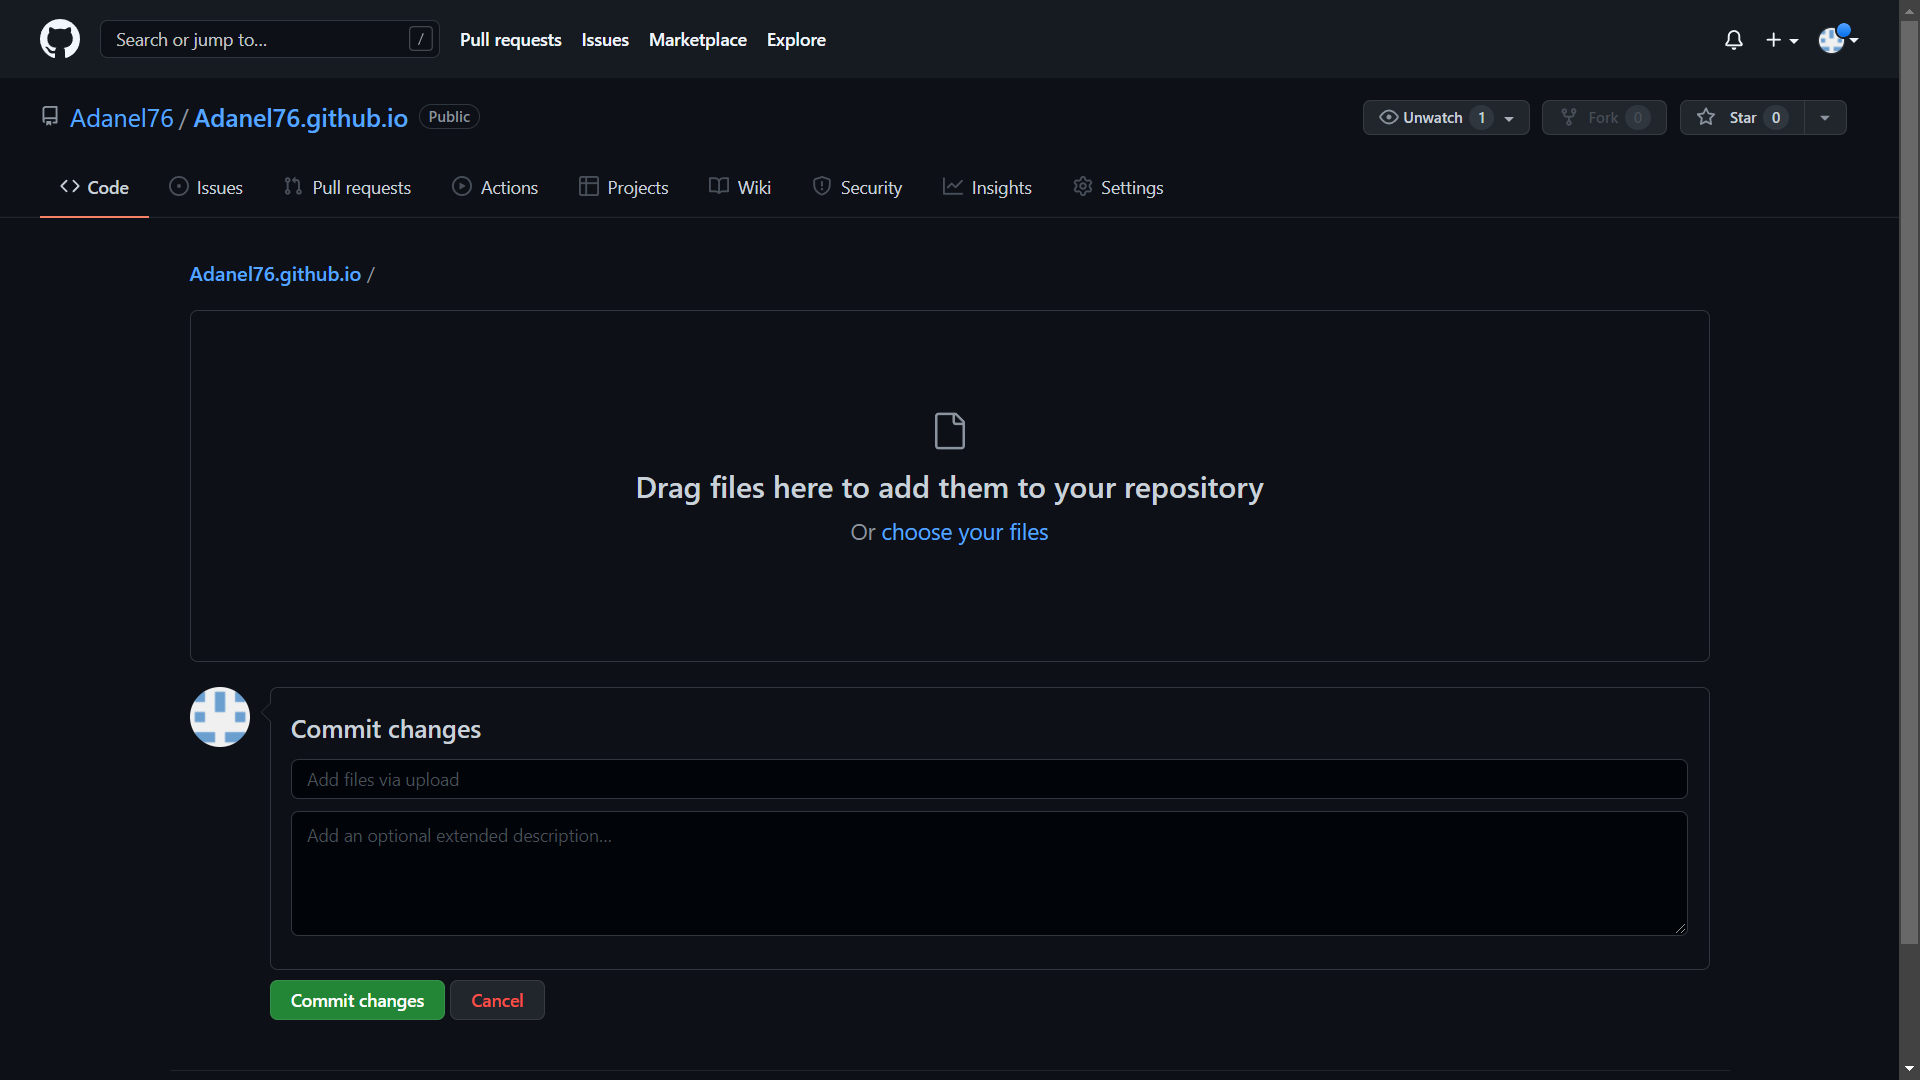 Search or jump to... /
Pull requests Issues Marketplace Explore
Adanel76 / Adanel76.github.io Public
Unwatch 1 Fork 0 Star 0
Code Issues Pull requests Actions Projects Wiki Security Insights Settings
Adanel76.github.io /
Drag files here to add them to your repository
Or choose your files
Commit changes
Add files via upload
Add an optional extended description...
Commit changes Cancel